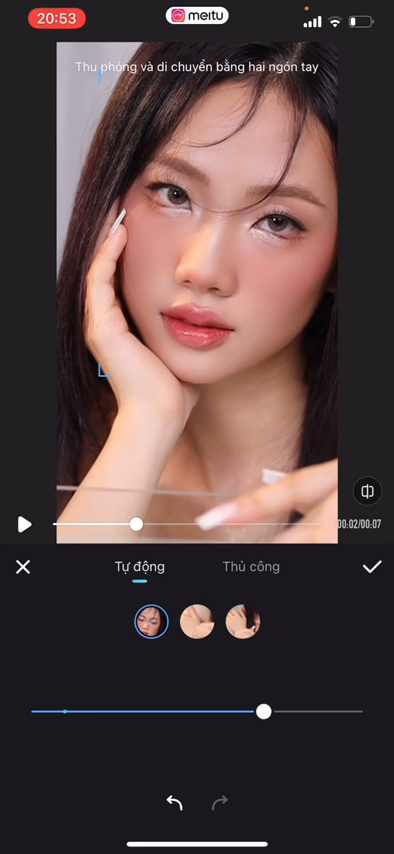 20:53
meitu
Thu phóng và di chuyển bằng hai ngón tay
00:02/00:07
Tự động
Thủ công